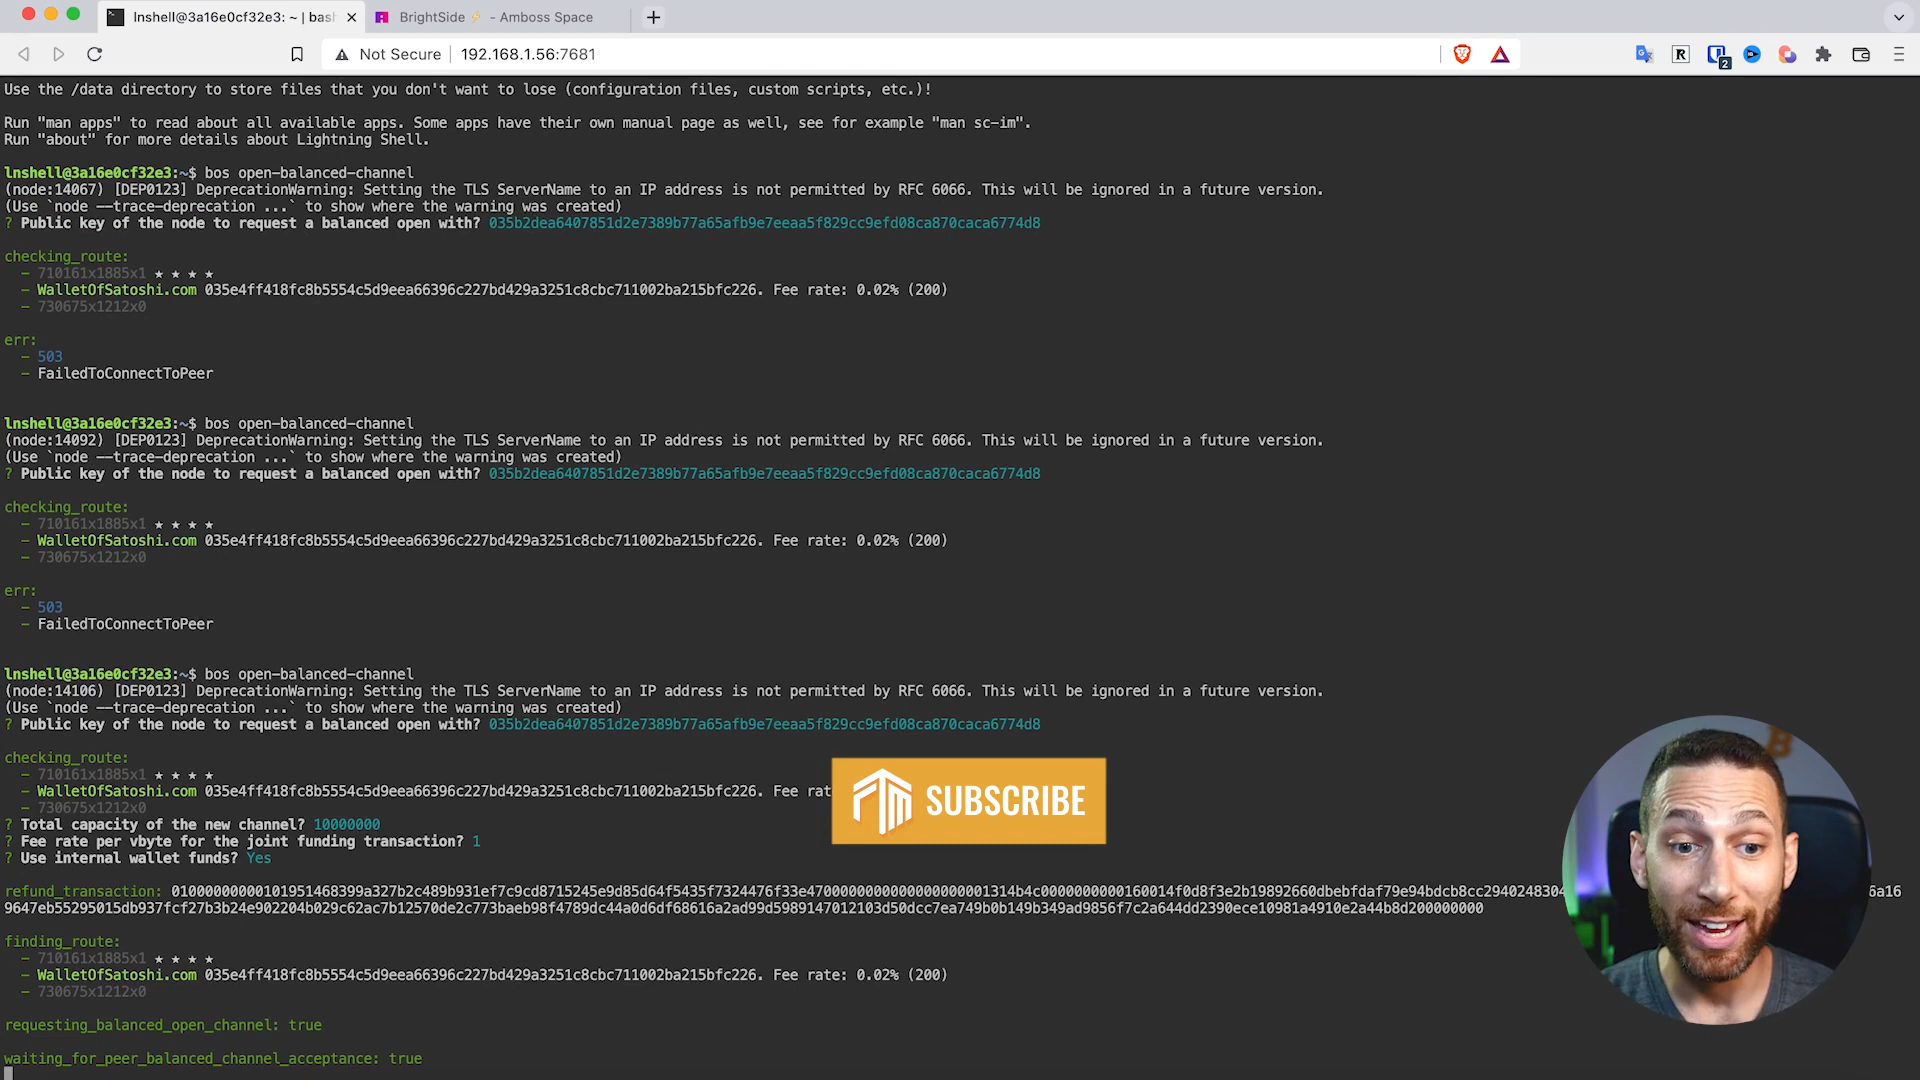 lnshell@3a16e0cf32e3: ~ | bash
BrightSide ⚡ - Amboss Space
Not Secure
192.168.1.56:7681
2
Use the /data directory to store files that you don't want to lose (configuration files, custom scripts, etc.)!
Run "man apps" to read about all available apps. Some apps have their own manual page as well, see for example "man sc-im".
Run "about" for more details about Lightning Shell.
lnshell@3a16e0cf32e3:~$ bos open-balanced-channel
(node:14067) [DEP0123] DeprecationWarning: Setting the TLS ServerName to an IP address is not permitted by RFC 6066. This will be ignored in a future version.
(Use `node --trace-deprecation ...` to show where the warning was created)
? Public key of the node to request a balanced open with? 035b2dea6407851d2e7389b77a65afb9e7eeaa5f829cc9efd08ca870caca6774d8
checking_route:
- 710161x1885x1 ★ ★ ★ ★
- WalletOfSatoshi.com 035e4ff418fc8b5554c5d9eea66396c227bd429a3251c8cbc711002ba215bfc226. Fee rate: 0.02% (200)
- 730675x1212x0
err:
- 503
- FailedToConnectToPeer
lnshell@3a16e0cf32e3:~$ bos open-balanced-channel
(node:14092) [DEP0123] DeprecationWarning: Setting the TLS ServerName to an IP address is not permitted by RFC 6066. This will be ignored in a future version.
(Use `node --trace-deprecation ...` to show where the warning was created)
? Public key of the node to request a balanced open with? 035b2dea6407851d2e7389b77a65afb9e7eeaa5f829cc9efd08ca870caca6774d8
checking_route:
- 710161x1885x1 ★ ★ ★ ★
- WalletOfSatoshi.com 035e4ff418fc8b5554c5d9eea66396c227bd429a3251c8cbc711002ba215bfc226. Fee rate: 0.02% (200)
- 730675x1212x0
err:
- 503
- FailedToConnectToPeer
lnshell@3a16e0cf32e3:~$ bos open-balanced-channel
(node:14106) [DEP0123] DeprecationWarning: Setting the TLS ServerName to an IP address is not permitted by RFC 6066. This will be ignored in a future version.
(Use `node --trace-deprecation ...` to show where the warning was created)
? Public key of the node to request a balanced open with? 035b2dea6407851d2e7389b77a65afb9e7eeaa5f829cc9efd08ca870caca6774d8
checking_route:
- 710161x1885x1 ★ ★ ★ ★
- WalletOfSatoshi.com 035e4ff418fc8b5554c5d9eea66396c227bd429a3251c8cbc711002ba215bfc226. Fee rat
- 730675x1212x0
SUBSCRIBE
? Total capacity of the new channel? 10000000
? Fee rate per vbyte for the joint funding transaction? 1
? Use internal wallet funds? Yes
refund_transaction:
9647eb55295015db937fcf27b3b24e902204b029c62ac7b12570de2c773baeb98f4789dc44a0d6df68616a2ad99d5989147012103d50dcc7ea749b0b149b349ad9856f7c2a644dd2390ece10981a4910e2a44b8d200000000
finding_route:
- 710161x1885x1 ★ ★ ★ ★
- WalletOfSatoshi.com 035e4ff418fc8b5554c5d9eea66396c227bd429a3251c8cbc711002ba215bfc226. Fee rate: 0.02% (200)
- 730675x1212x0
requesting_balanced_open_channel: true
waiting_for_peer_balanced_channel_acceptance: true